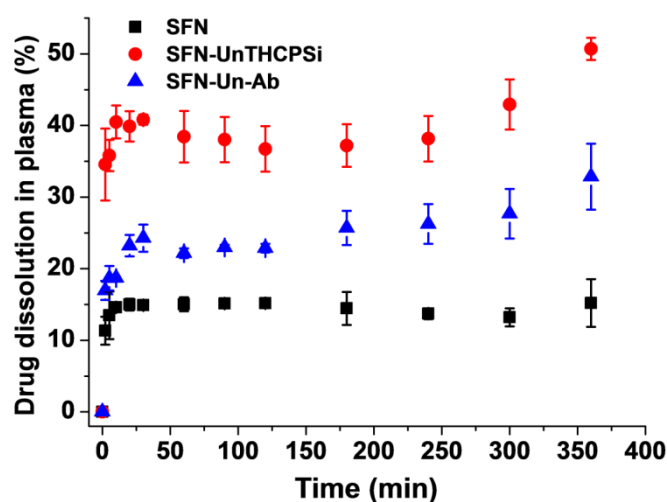 SFN
SFN-UnTHCPSi
SFN-Un-Ab
Drug dissolution in plasma (%)
50
40
30
20
10
0
0 50 100 150 200 250 300 350 400
Time (min)